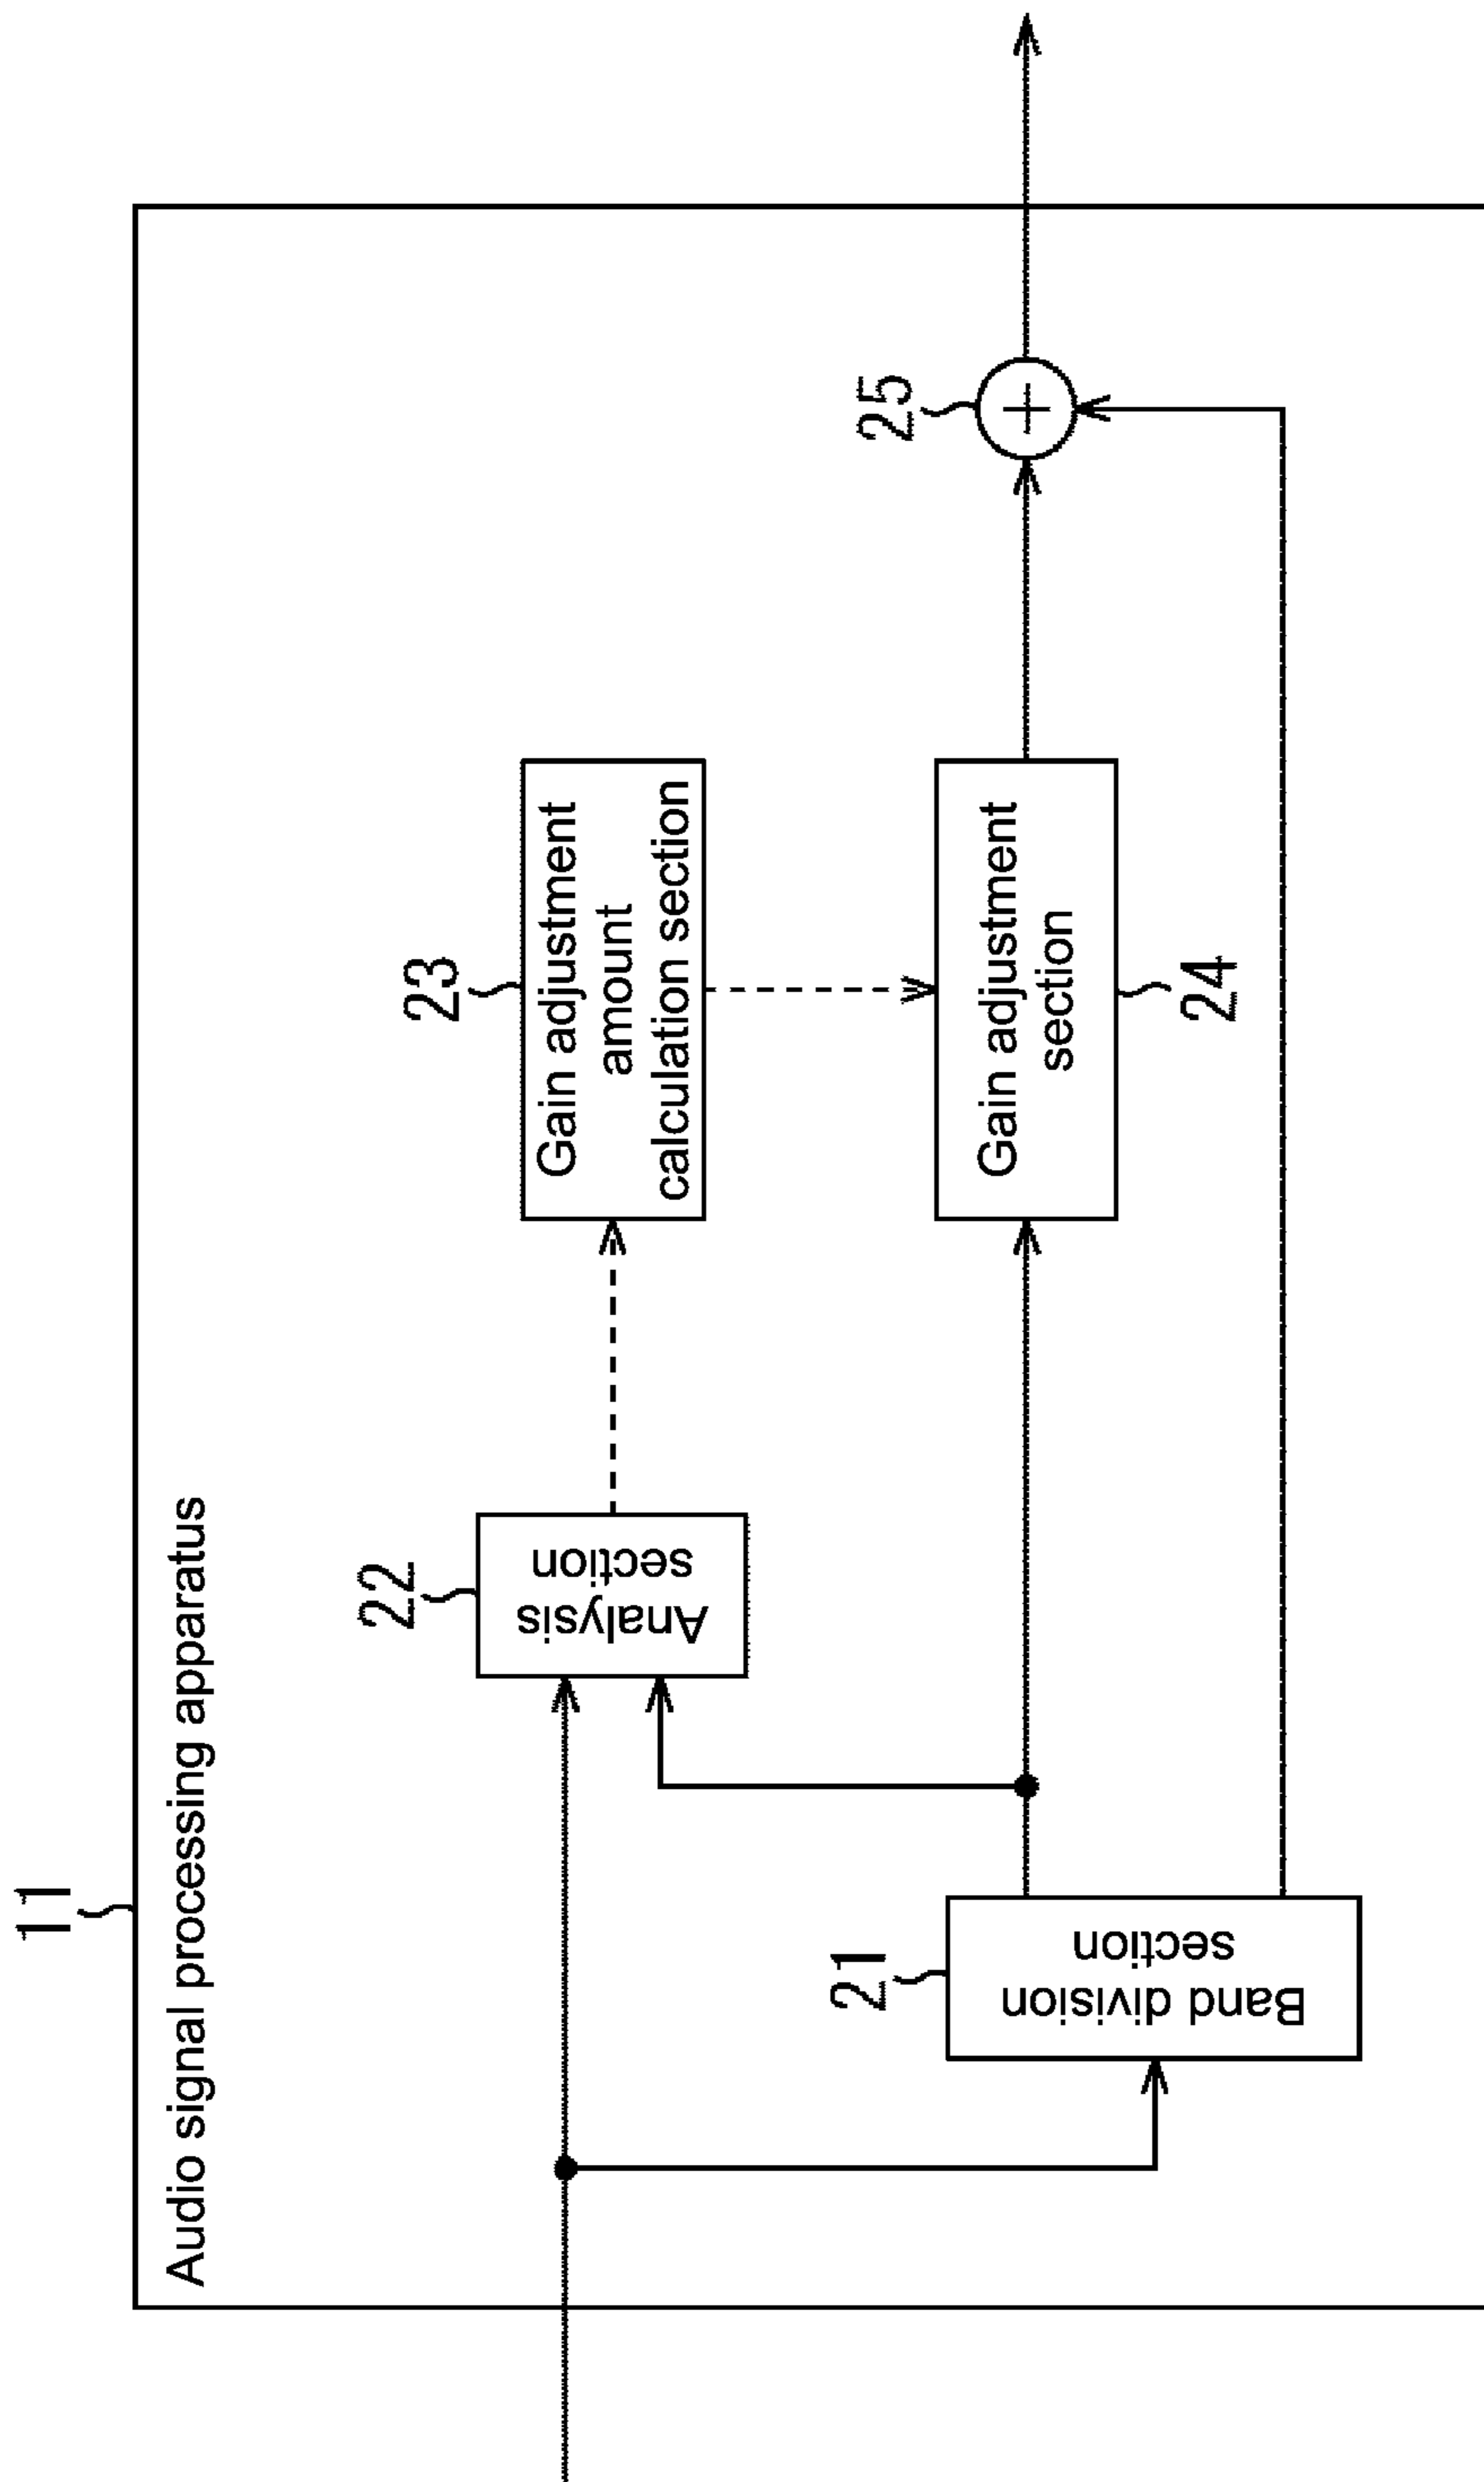 11
Audio signal processing apparatus
22
Analysis
section
23
Gain adjustment
amount
calculation section
21
Band division
section
Gain adjustment
section
24
25
+